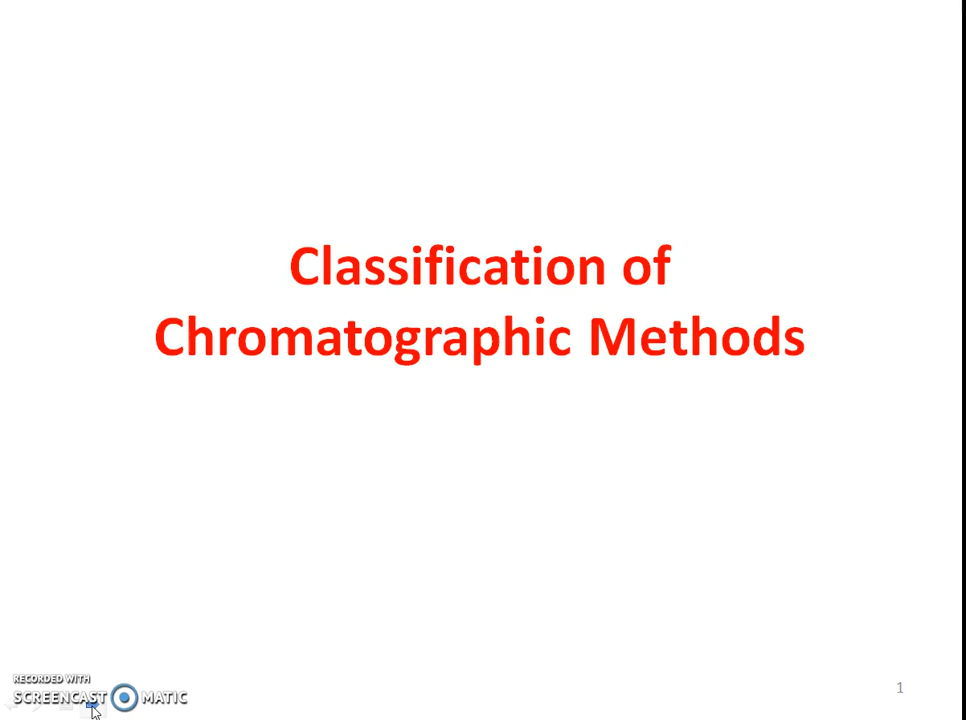 Classification of
Chromatographic Methods
RECORDED WITH
SCREENCAST MATIC
1